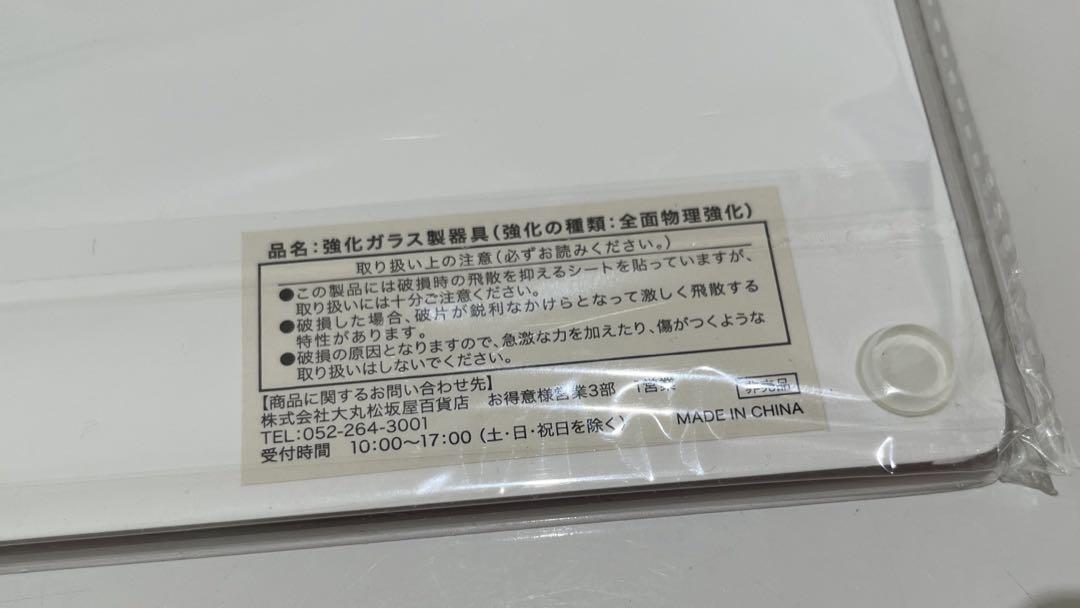 品名:強化ガラス製器具(強化の種類:全面物理強化)
取り扱い上の注意(必ずお読みください。)
●この製品には破損時の飛散を抑えるシートを貼っていますが、
取り扱いには十分ご注意ください。
●破損した場合、破片が鋭利なかけらとなって激しく飛散する
特性があります。
●破損の原因となりますので、急激な力を加えたり、傷がつくような
取り扱いはしないでください。
【商品に関するお問い合わせ先】
株式会社大丸松坂屋百貨店 お得意様営業3部 営業
非売品
TEL:052-264-3001
MADE IN CHINA
受付時間 10:00～17:00 (土・日・祝日を除く)